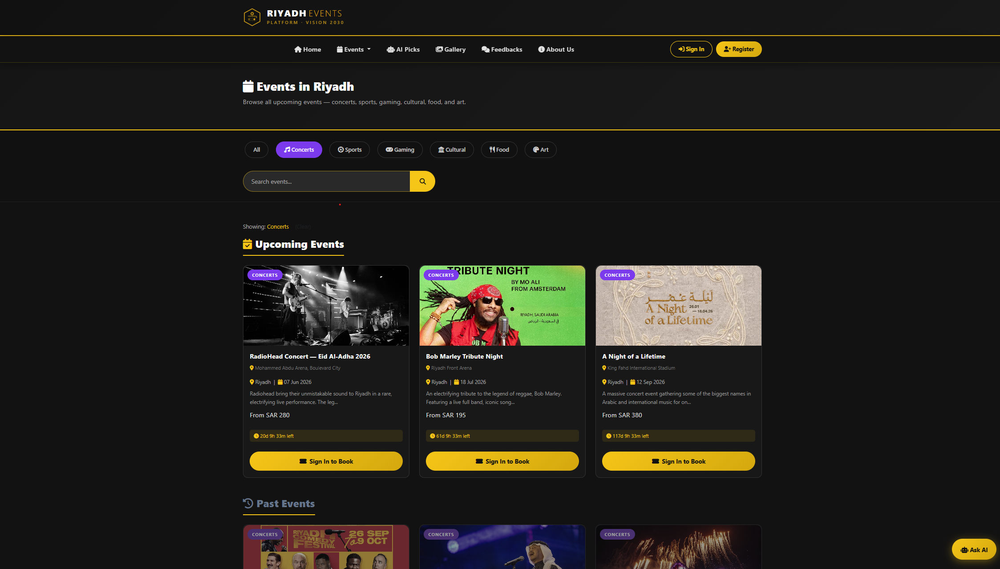 RIYADH EVENTS
PLATFORM · VISION 2030
Home
Events
AI Picks
Gallery
Feedbacks
About Us
Sign In
Register
Events in Riyadh
Browse all upcoming events — concerts, sports, gaming, cultural, food, and art.
All
Concerts
Sports
Gaming
Cultural
Food
Art
Search events...
Showing: Concerts (Clear)
Upcoming Events
CONCERTS
RadioHead Concert — Eid Al-Adha 2026
Mohammed Abdu Arena, Boulevard City
Riyadh | 07 Jun 2026
Radiohead bring their unmistakable sound to Riyadh in a rare,
electrifying live performance. The leg...
From SAR 280
20d 9h 33m left
Sign In to Book
CONCERTS
TRIBUTE NIGHT
BY MO ALI
FROM AMSTERDAM
RIYADH, SAUDI ARABIA
في السعودية - الرياض
OB M
Bob Marley Tribute Night
Riyadh Front Arena
Riyadh | 18 Jul 2026
An electrifying tribute to the legend of reggae, Bob Marley.
Featuring a live full band, iconic song...
From SAR 195
61d 9h 33m left
Sign In to Book
CONCERTS
لَيْلَة عُمْر
A Night 26.01
— 18.04.26
of a Lifetime
A Night of a Lifetime
King Fahd International Stadium
Riyadh | 12 Sep 2026
A massive concert event gathering some of the biggest names in
Arabic and international music for on...
From SAR 380
117d 9h 33m left
Sign In to Book
Past Events
CONCERTS
RIYADH
COMEDY
FESTIVAL
26 SEP
To 9 OCT
CONCERTS
CONCERTS
Ask AI